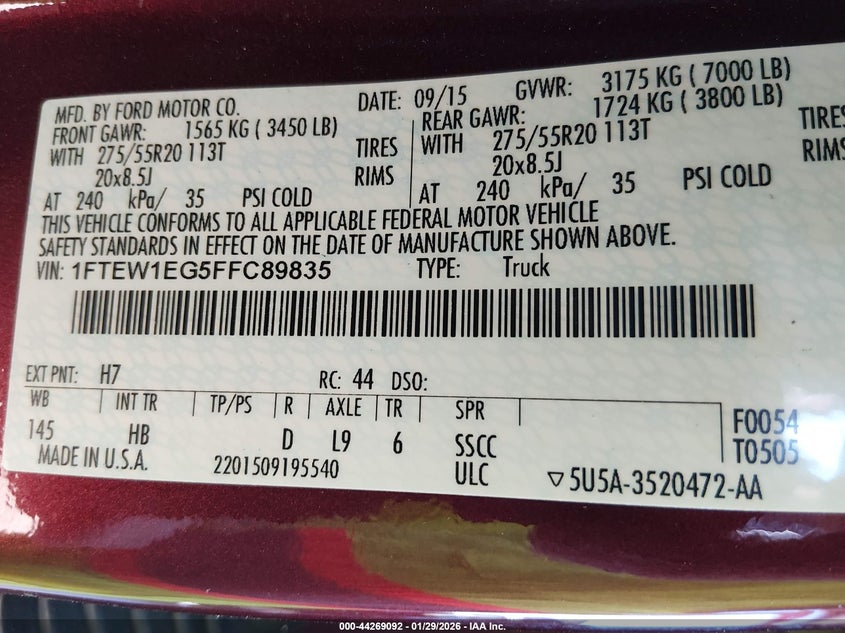 MFD. BY FORD MOTOR CO. DATE: 09/15 GVWR: 3175 KG ( 7000 LB)
FRONT GAWR: 1565 KG ( 3450 LB) REAR GAWR: 1724 KG ( 3800 LB)
WITH 275/55R20 113T TIRES WITH 275/55R20 113T TIRES
20x8.5J RIMS 20x8.5J RIMS
AT 240 kPa/ 35 PSI COLD AT 240 kPa/ 35 PSI COLD
THIS VEHICLE CONFORMS TO ALL APPLICABLE FEDERAL MOTOR VEHICLE
SAFETY STANDARDS IN EFFECT ON THE DATE OF MANUFACTURE SHOWN ABOVE.
VIN: 1FTEW1EG5FFC89835 TYPE: Truck
EXT PNT: H7 RC: 44 DSO:
WB INT TR TP/PS R AXLE TR SPR F0054
145 HB D L9 6 SSCC T0505
MADE IN U.S.A. 2201509195540 ULC ▽5U5A-3520472-AA
000-44269092 - 01/29/2026 - IAA Inc.